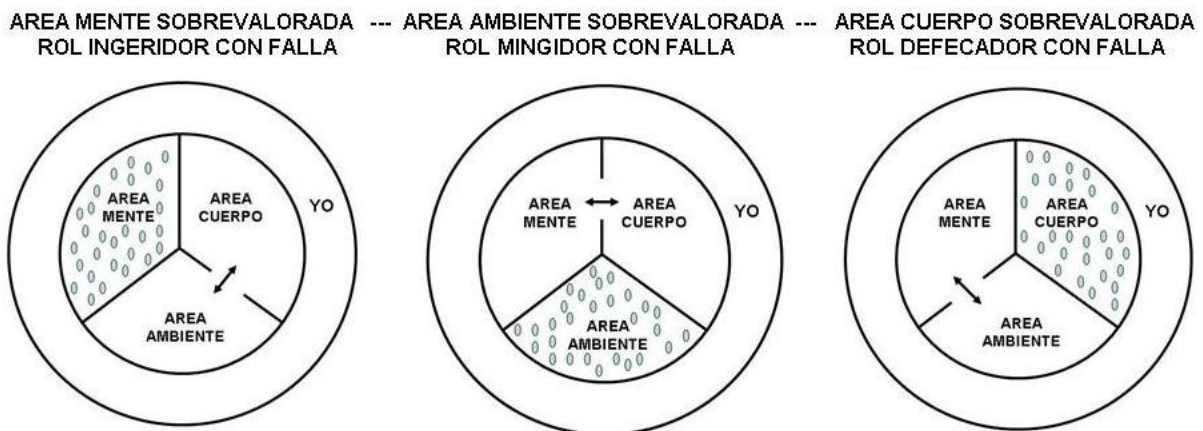 AREA MENTE SOBREVALORADA --- AREA AMBIENTE SOBREVALORADA --- AREA CUERPO SOBREVALORADA
ROL INGERIDOR CON FALLA ROL MINGIDOR CON FALLA ROL DEFECADOR CON FALLA
AREA
MENTE
AREA
CUERPO
YO
AREA
AMBIENTE
AREA
MENTE
AREA
CUERPO
YO
AREA
AMBIENTE
AREA
MENTE
AREA
CUERPO
YO
AREA
AMBIENTE